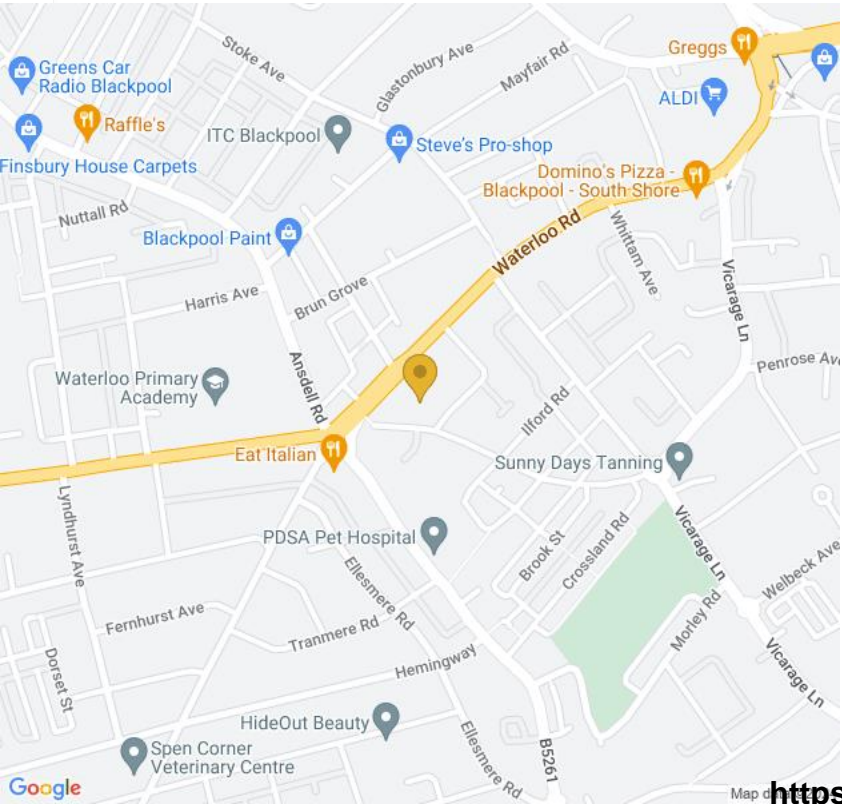 Stoke Ave
Glastonbury Ave
Mayfair Rd
Greggs
Greens Car
Radio Blackpool
ALDI
Raffle's
ITC Blackpool
Steve's Pro-shop
Finsbury House Carpets
Domino's Pizza -
Blackpool - South Shore
Nuttall Rd
Waterloo Rd
Whittam Ave
Blackpool Paint
Vicarage Ln
Harris Ave
Brun Grove
Ansdell Rd
Penrose Ave
Waterloo Primary
Academy
Ilford Rd
Eat Italian
Sunny Days Tanning
Lyndhurst Ave
Vicarage Ln
PDSA Pet Hospital
Brook St
Crossland Rd
Ellesmere Rd
Welbeck Ave
Fernhurst Ave
Tranmere Rd
Morley Rd
Hemingway
Dorset St
Vicarage Ln
HideOut Beauty
Spen Corner
Veterinary Centre
Ellesmere Rd
B5261
Google
Map data
https